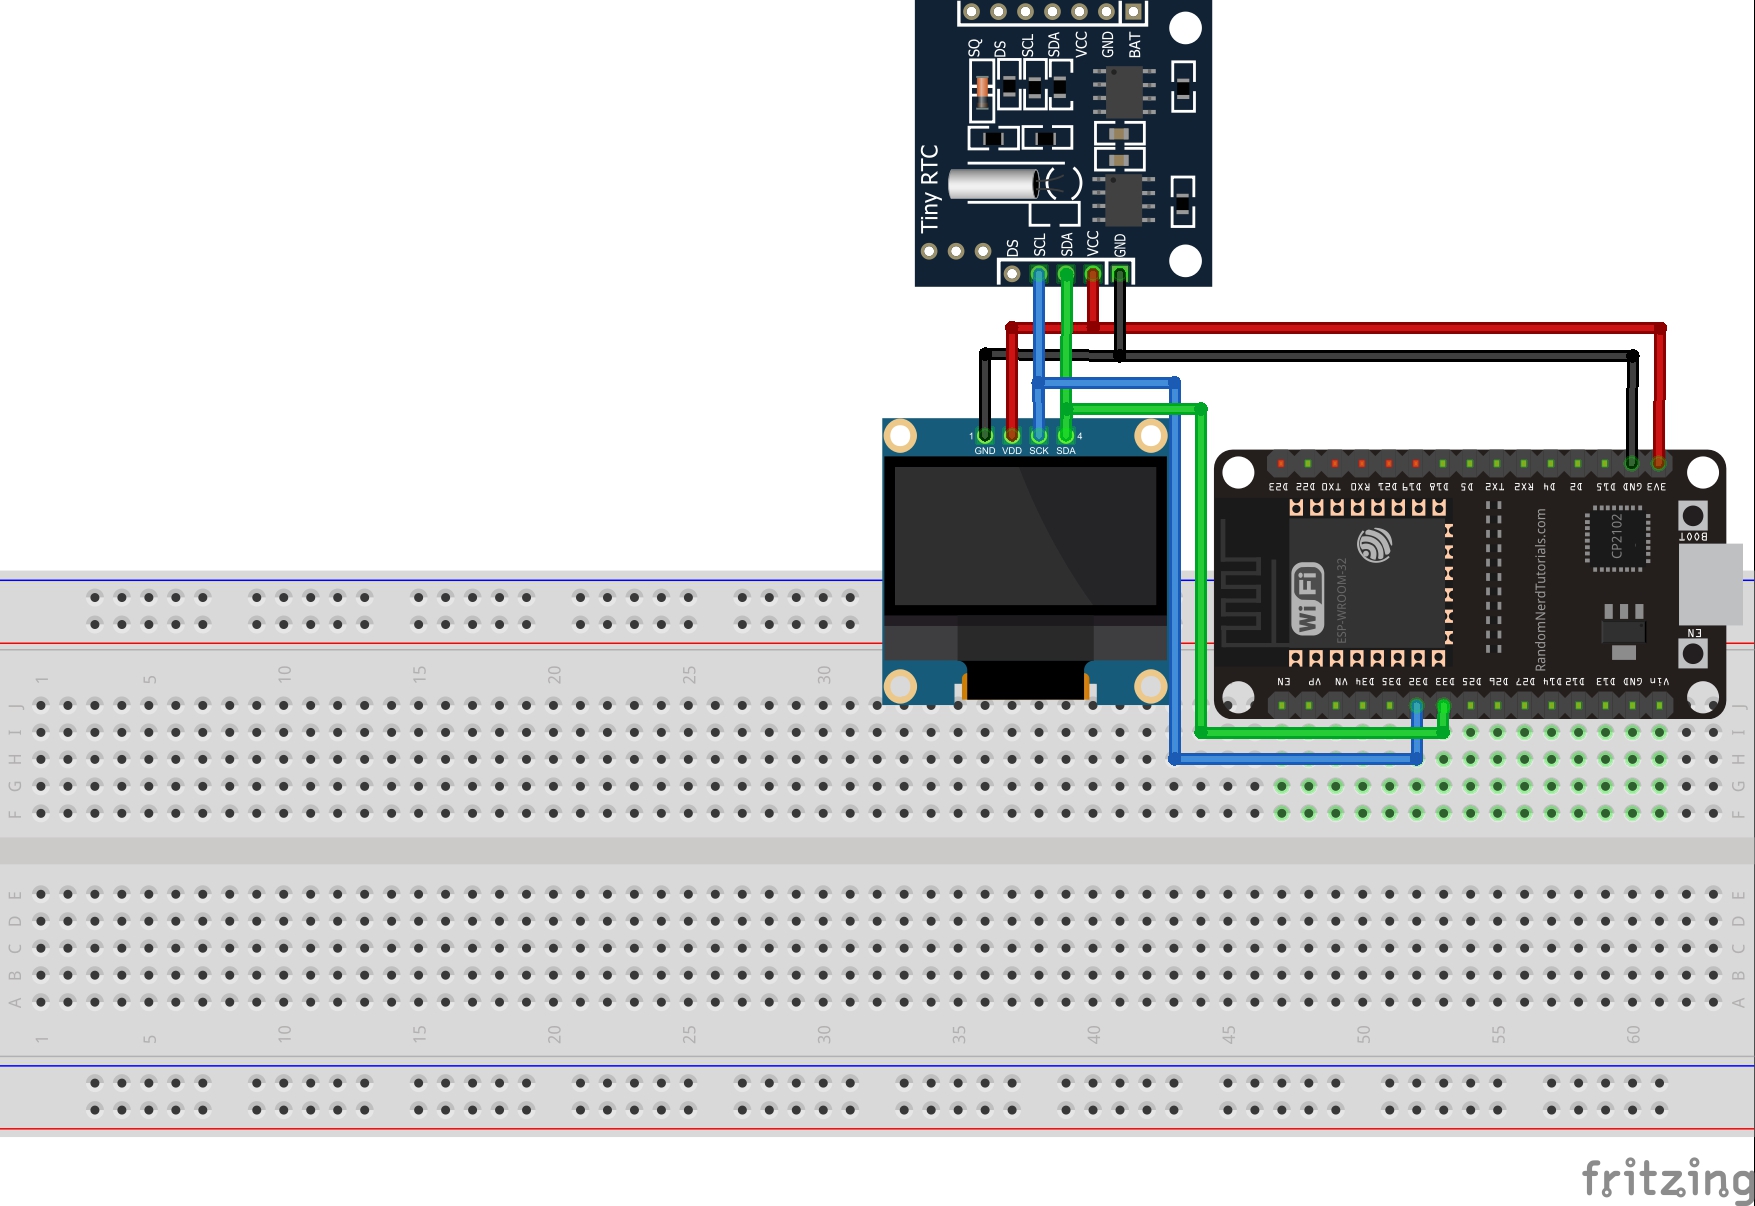 SQ DS SCL SDA VCC GND BAT
Tiny RTC
DS SCL SDA VCC GND
1 4
GND VDD SCK SDA
D23 D22 TX0 RX0 D21 D19 D18 D5 TX2 RX2 D4 D2 D15 GND 3V3
BOOT
CP2102
RandomNerdTutorials.com
WiFi
ESP-WROOM-32
EN
EN VP VN D34 D35 D32 D33 D25 D26 D27 D14 D12 D13 GND Vin
1 5 10 15 20 25 30
J J
I I
H H
G G
F F
E E
D D
C C
B B
A A
1 5 10 15 20 25 30 35 40 45 50 55 60
fritzing